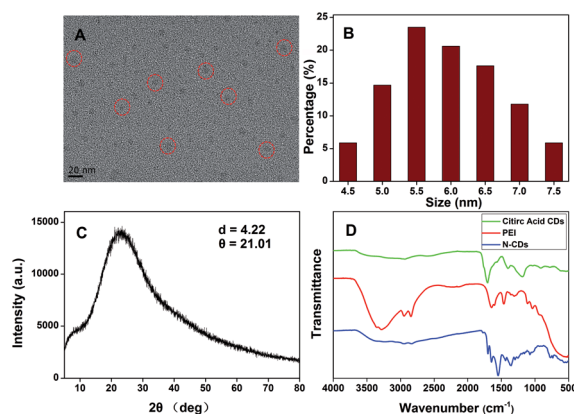 A
20 nm
B
Percentage (%)
25
20
15
10
5
0
4.5 5.0 5.5 6.0 6.5 7.0 7.5
Size (nm)
C
d = 4.22
θ = 21.01
Intensity (a.u.)
15000
10000
5000
0
10 20 30 40 50 60 70 80
2θ （deg）
D
Citirc Acid CDs
PEI
N-CDs
Transmittance
4000 3500 3000 2500 2000 1500 1000 500
Wavenumber (cm⁻¹)